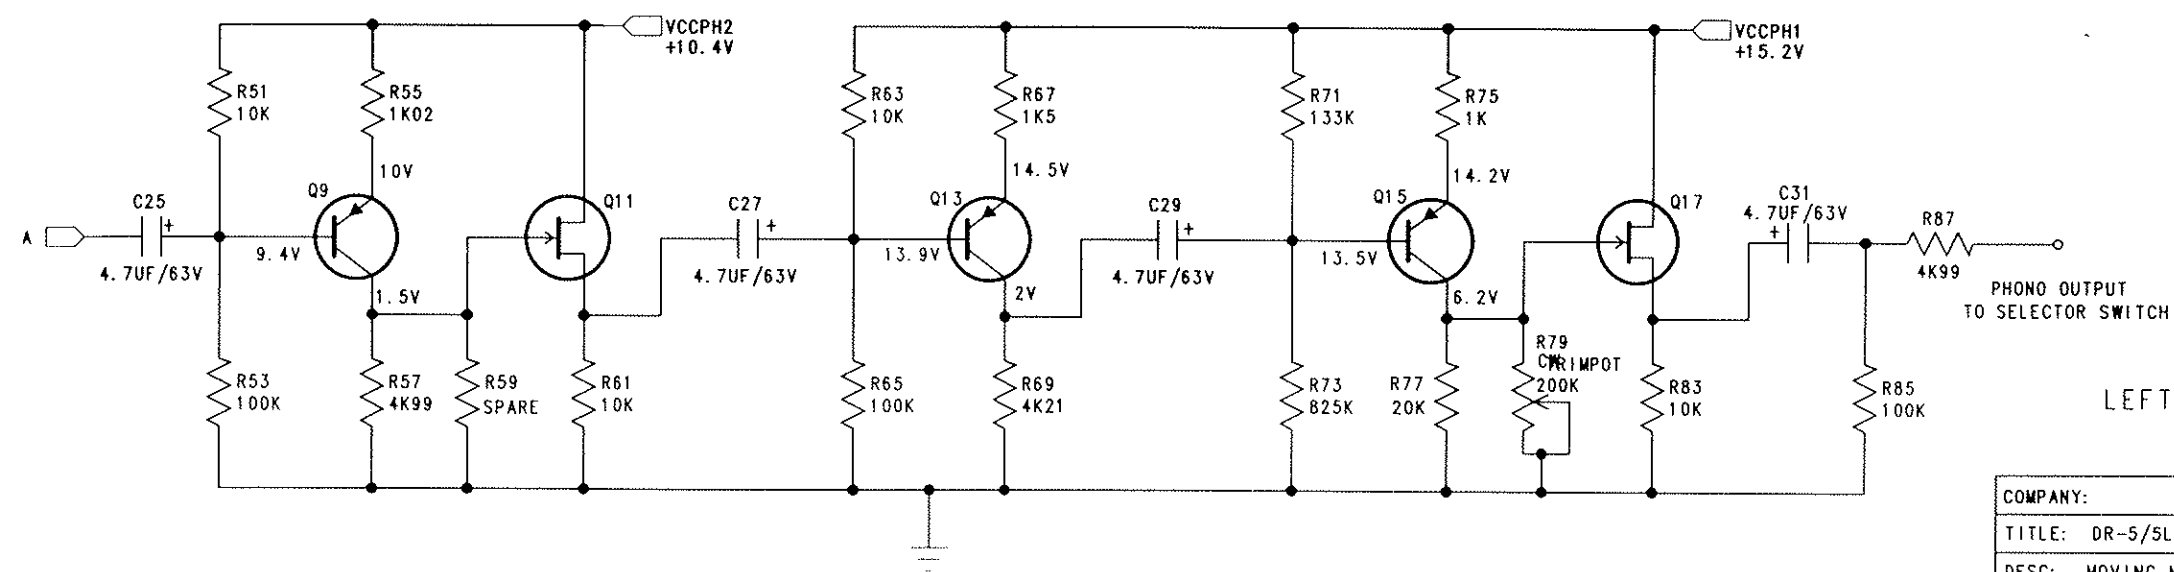 VCCPH2
+10.4V
VCCPH1
+15.2V
R51
10K
R55
1K02
R63
10K
R67
1K5
R71
133K
R75
1K
10V
14.5V
14.2V
Q9
Q11
Q13
Q15
Q17
A
C25
4.7UF/63V
9.4V
C27
4.7UF/63V
13.9V
C29
4.7UF/63V
13.5V
C31
4.7UF/63V
R87
4K99
1.5V
2V
6.2V
PHONO OUTPUT
TO SELECTOR SWITCH
R53
100K
R57
4K99
R59
SPARE
R61
10K
R65
100K
R69
4K21
R73
825K
R77
20K
R79
TRIMPOT
200K
R83
10K
R85
100K
LEFT
COMPANY:
TITLE: DR-5/5L
DESC: MOVING